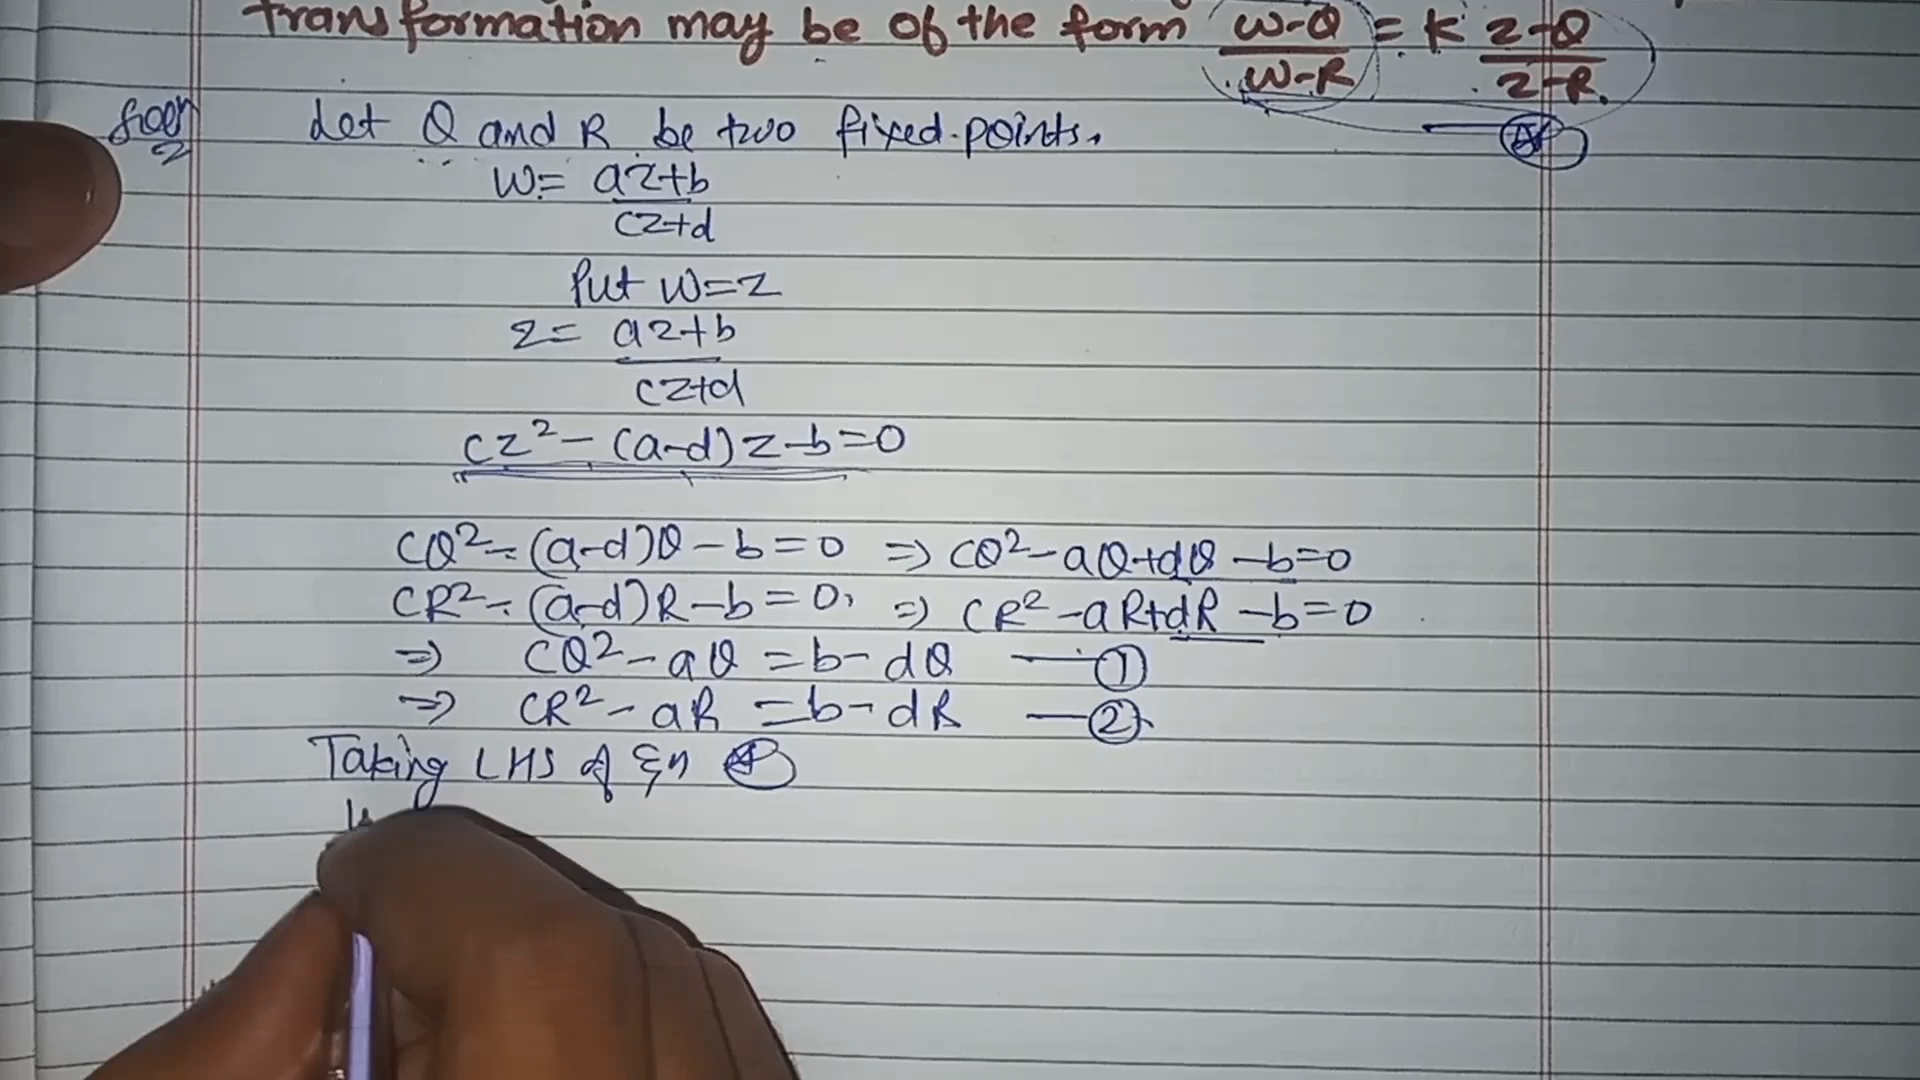 transformation may be of the form (w-Q)/(w-R) = K (z-Q)/(z-R)
Let Q and R be two fixed points.
w = (az+b)/(cz+d)
Put w=z
z = (az+b)/(cz+d)
cz² - (a-d)z - b = 0
CQ² - (a-d)Q - b = 0 ⇒ CQ² - aQ + dQ - b = 0
CR² - (a-d)R - b = 0, ⇒ CR² - aR + dR - b = 0
⇒ CQ² - aQ = b - dQ — ①
⇒ CR² - aR = b - dR — ②
Taking LHS of Eqn